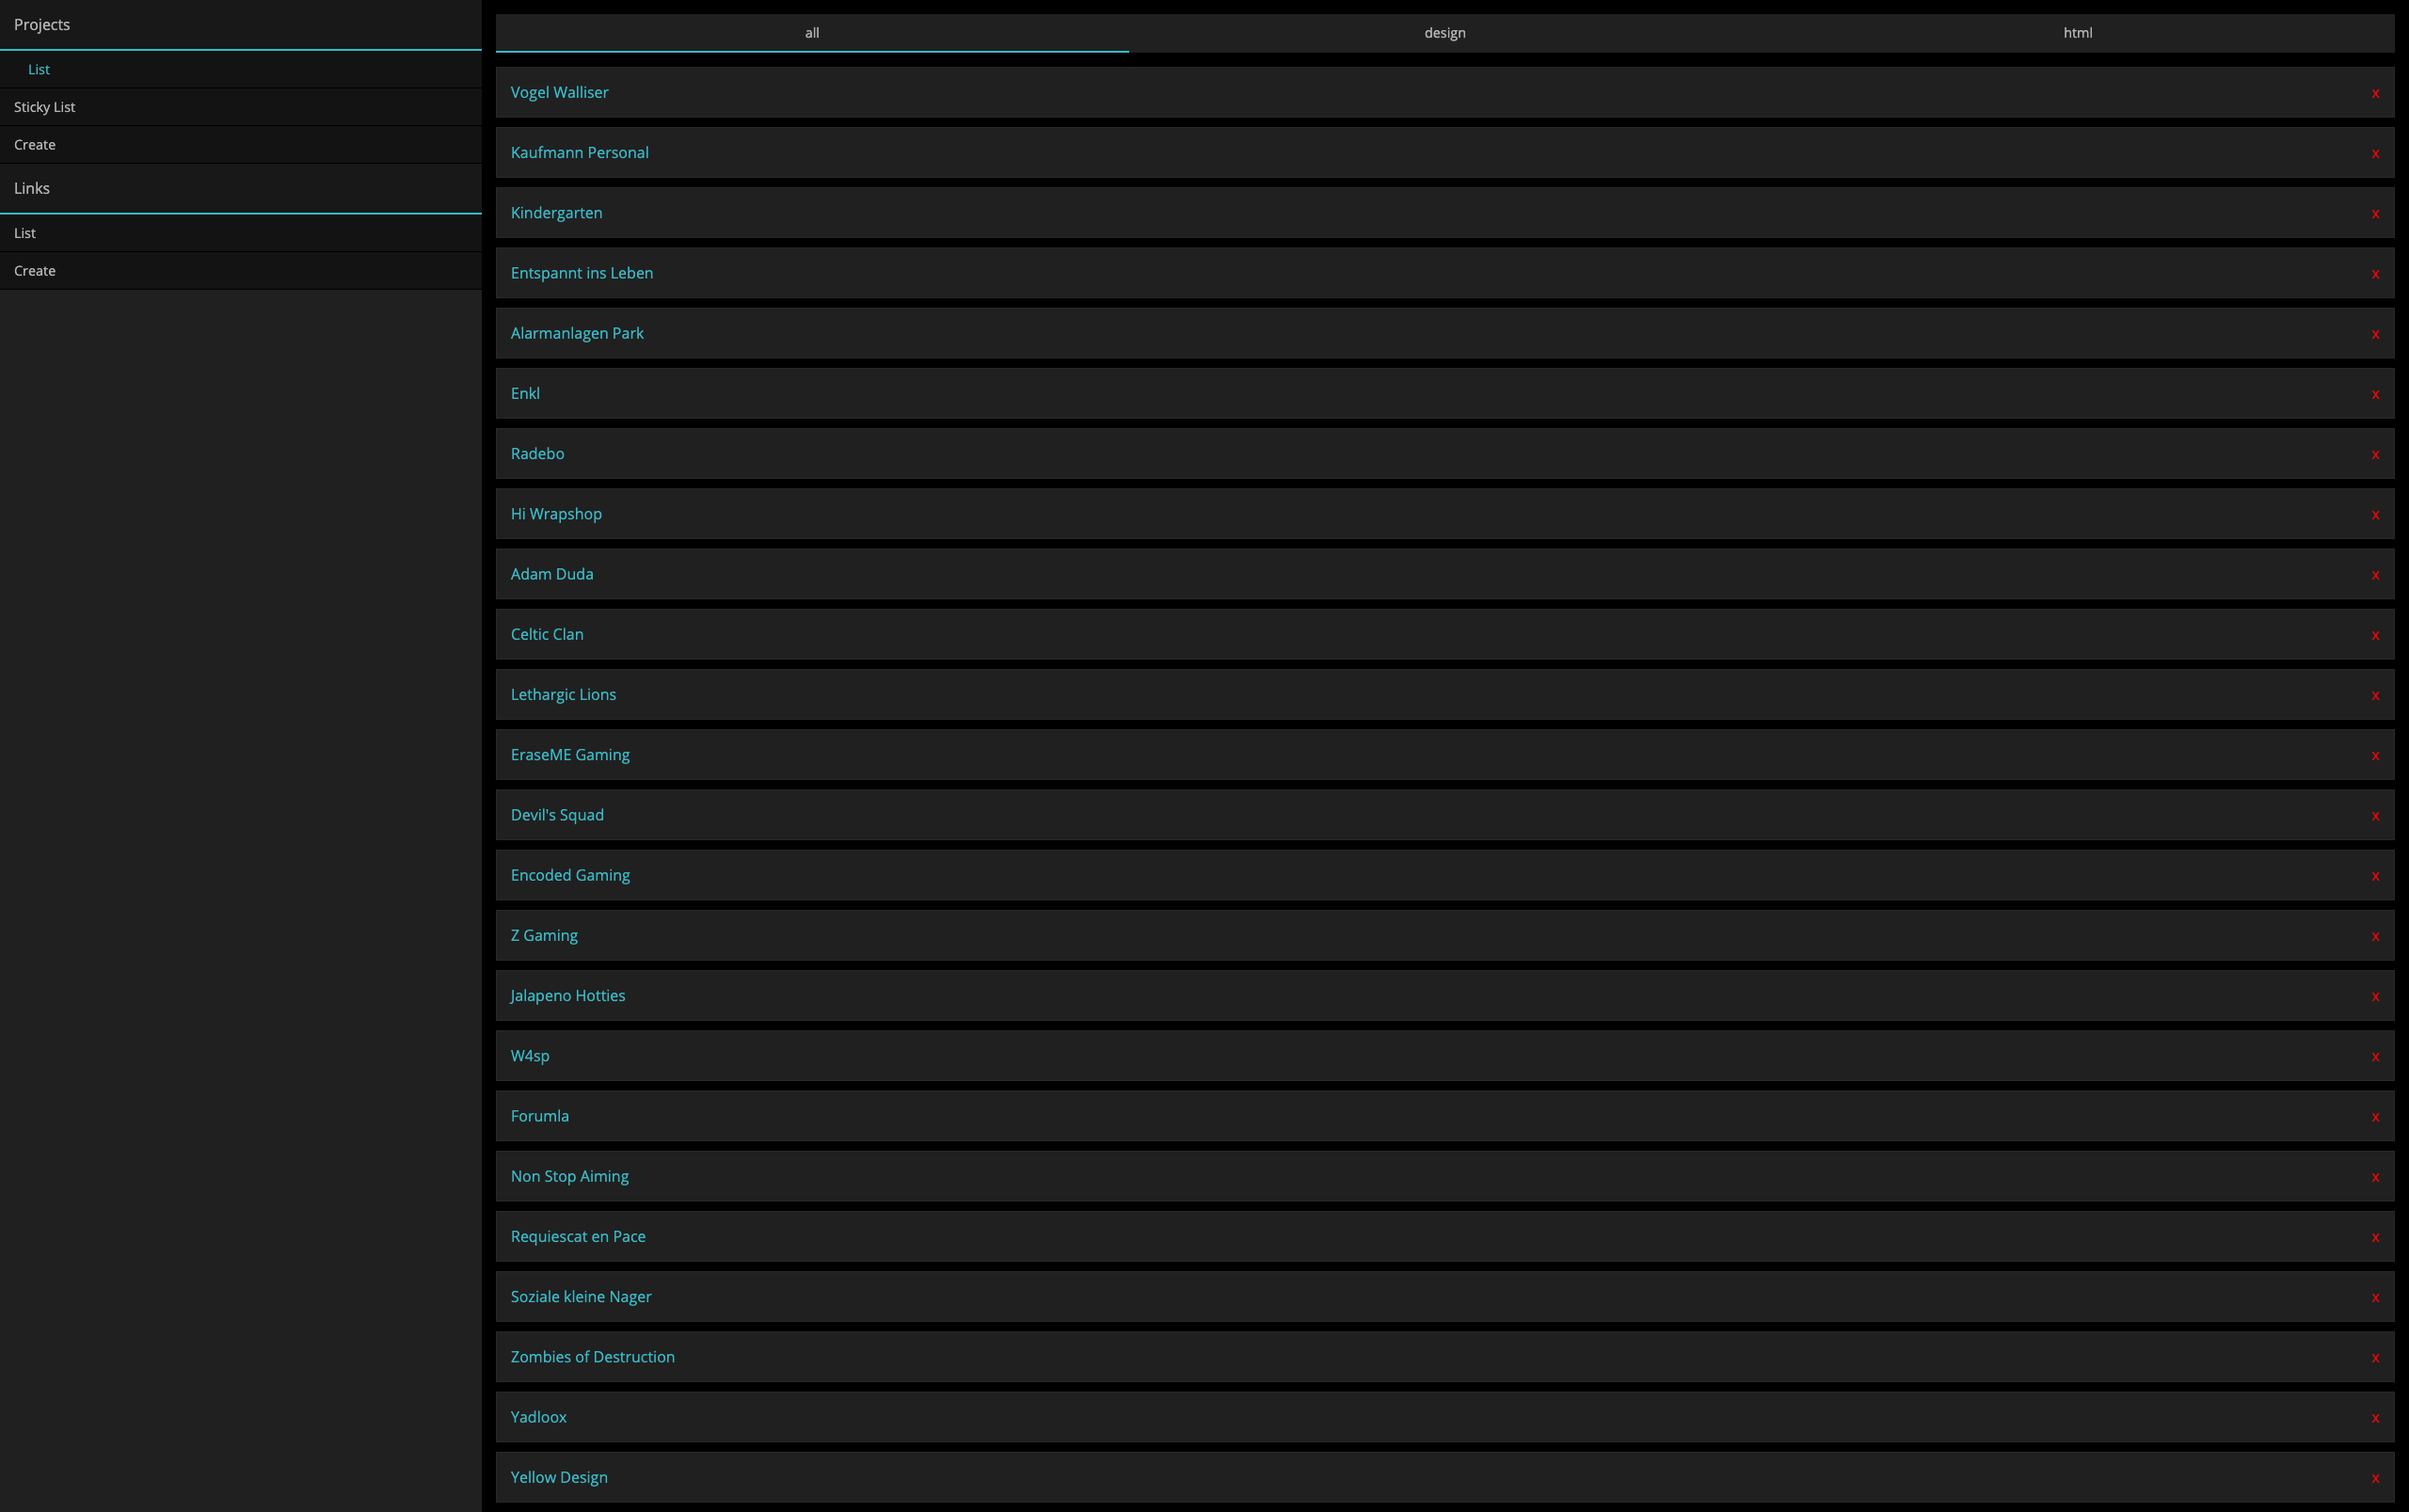 Projects
List
Sticky List
Create
Links
List
Create
all design html
Vogel Walliser x
Kaufmann Personal x
Kindergarten x
Entspannt ins Leben x
Alarmanlagen Park x
Enkl x
Radebo x
Hi Wrapshop x
Adam Duda x
Celtic Clan x
Lethargic Lions x
EraseME Gaming x
Devil's Squad x
Encoded Gaming x
Z Gaming x
Jalapeno Hotties x
W4sp x
Forumla x
Non Stop Aiming x
Requiescat en Pace x
Soziale kleine Nager x
Zombies of Destruction x
Yadloox x
Yellow Design x